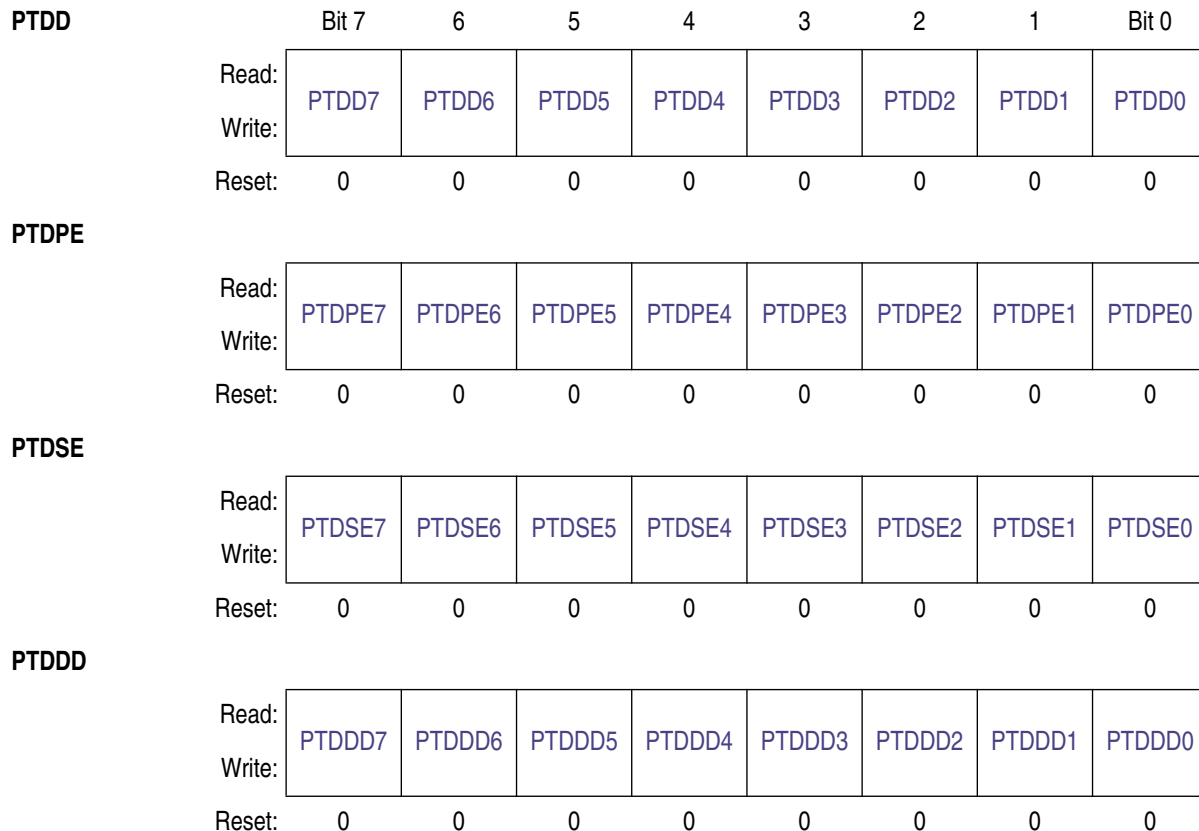 PTDD Bit 7 6 5 4 3 2 1 Bit 0
Read:
PTDD7 PTDD6 PTDD5 PTDD4 PTDD3 PTDD2 PTDD1 PTDD0
Write:
Reset: 0 0 0 0 0 0 0 0
PTDPE
Read:
PTDPE7 PTDPE6 PTDPE5 PTDPE4 PTDPE3 PTDPE2 PTDPE1 PTDPE0
Write:
Reset: 0 0 0 0 0 0 0 0
PTDSE
Read:
PTDSE7 PTDSE6 PTDSE5 PTDSE4 PTDSE3 PTDSE2 PTDSE1 PTDSE0
Write:
Reset: 0 0 0 0 0 0 0 0
PTDDD
Read:
PTDDD7 PTDDD6 PTDDD5 PTDDD4 PTDDD3 PTDDD2 PTDDD1 PTDDD0
Write:
Reset: 0 0 0 0 0 0 0 0